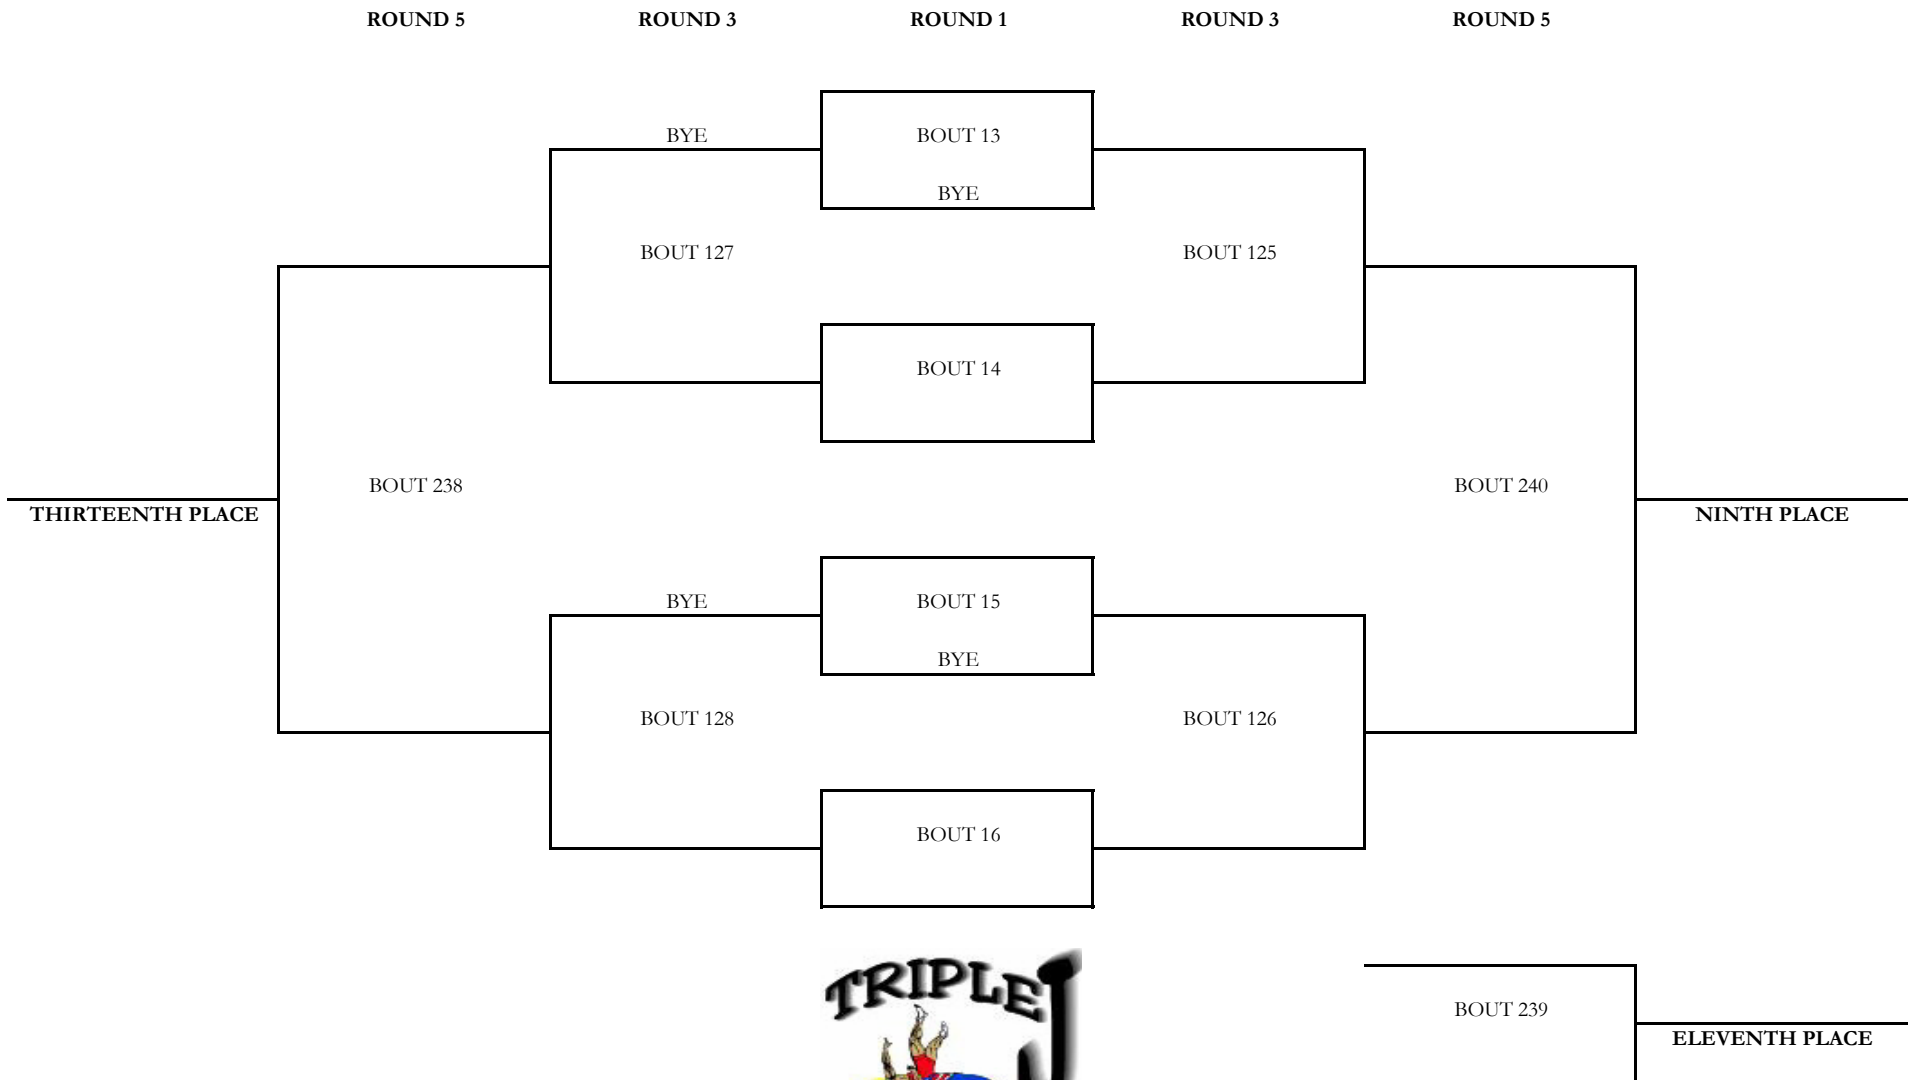 ROUND 5 ROUND 3 ROUND 1 ROUND 3 ROUND 5
BYE BOUT 13
BYE
BOUT 127 BOUT 125
BOUT 14
BOUT 238 BOUT 240
THIRTEENTH PLACE NINTH PLACE
BYE BOUT 15
BYE
BOUT 128 BOUT 126
BOUT 16
TRIPLE J
BOUT 239
ELEVENTH PLACE